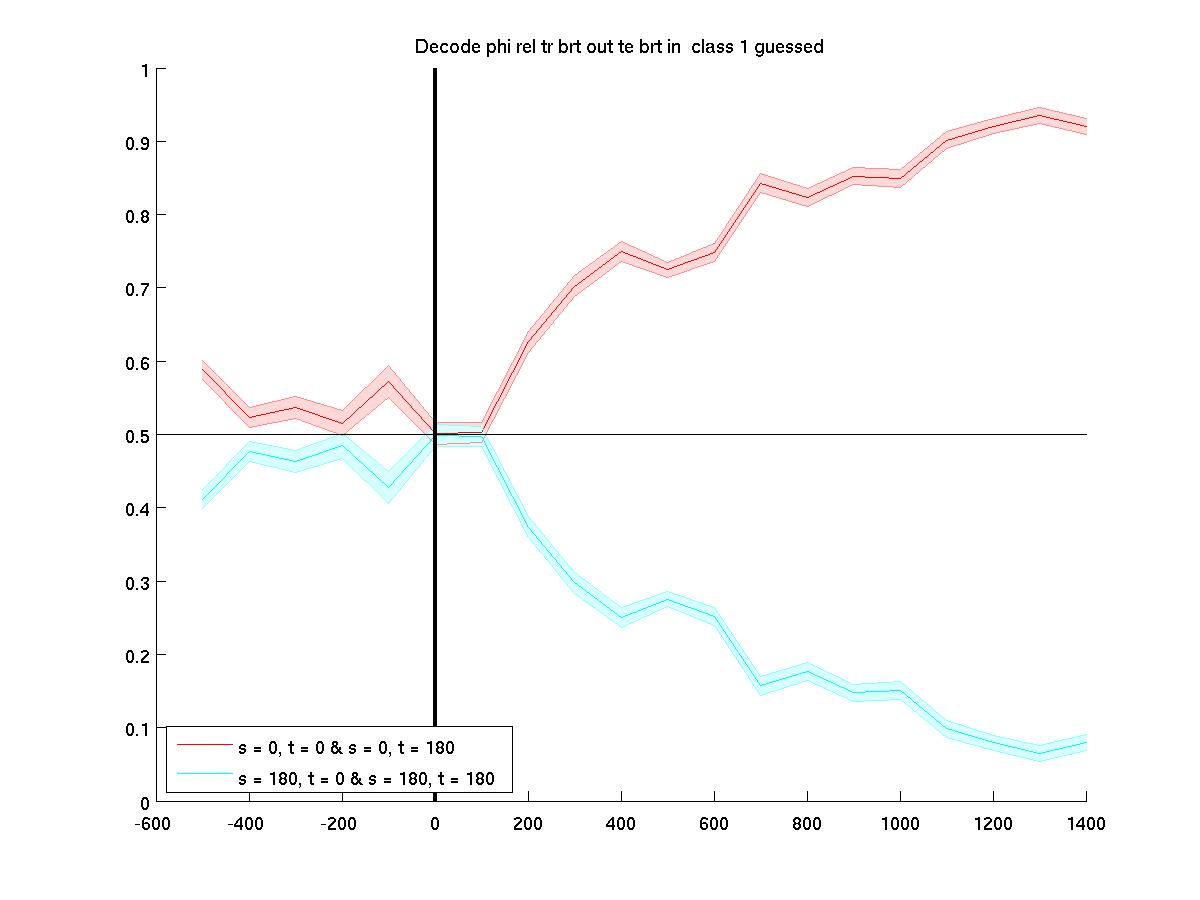 Decode phi rel tr brt out te brt in  class 1 guessed
1
0.9
0.8
0.7
0.6
0.5
0.4
0.3
0.2
0.1
0
s = 0, t = 0 & s = 0, t = 180
s = 180, t = 0 & s = 180, t = 180
-600 -400 -200 0 200 400 600 800 1000 1200 1400